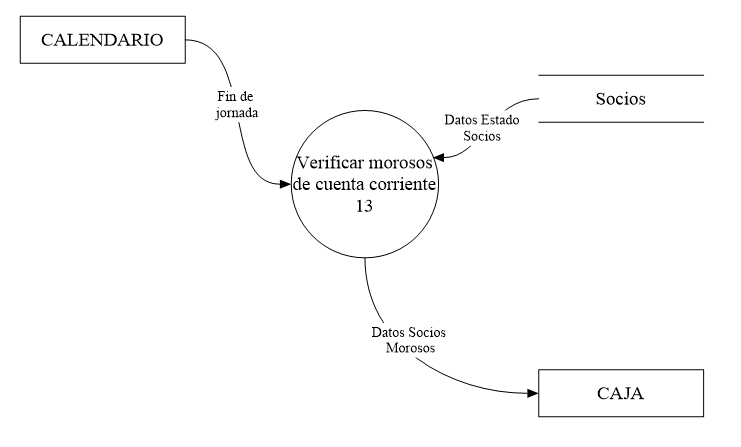 CALENDARIO
Fin de
jornada
Socios
Datos Estado
Socios
Verificar morosos
de cuenta corriente
13
Datos Socios
Morosos
CAJA